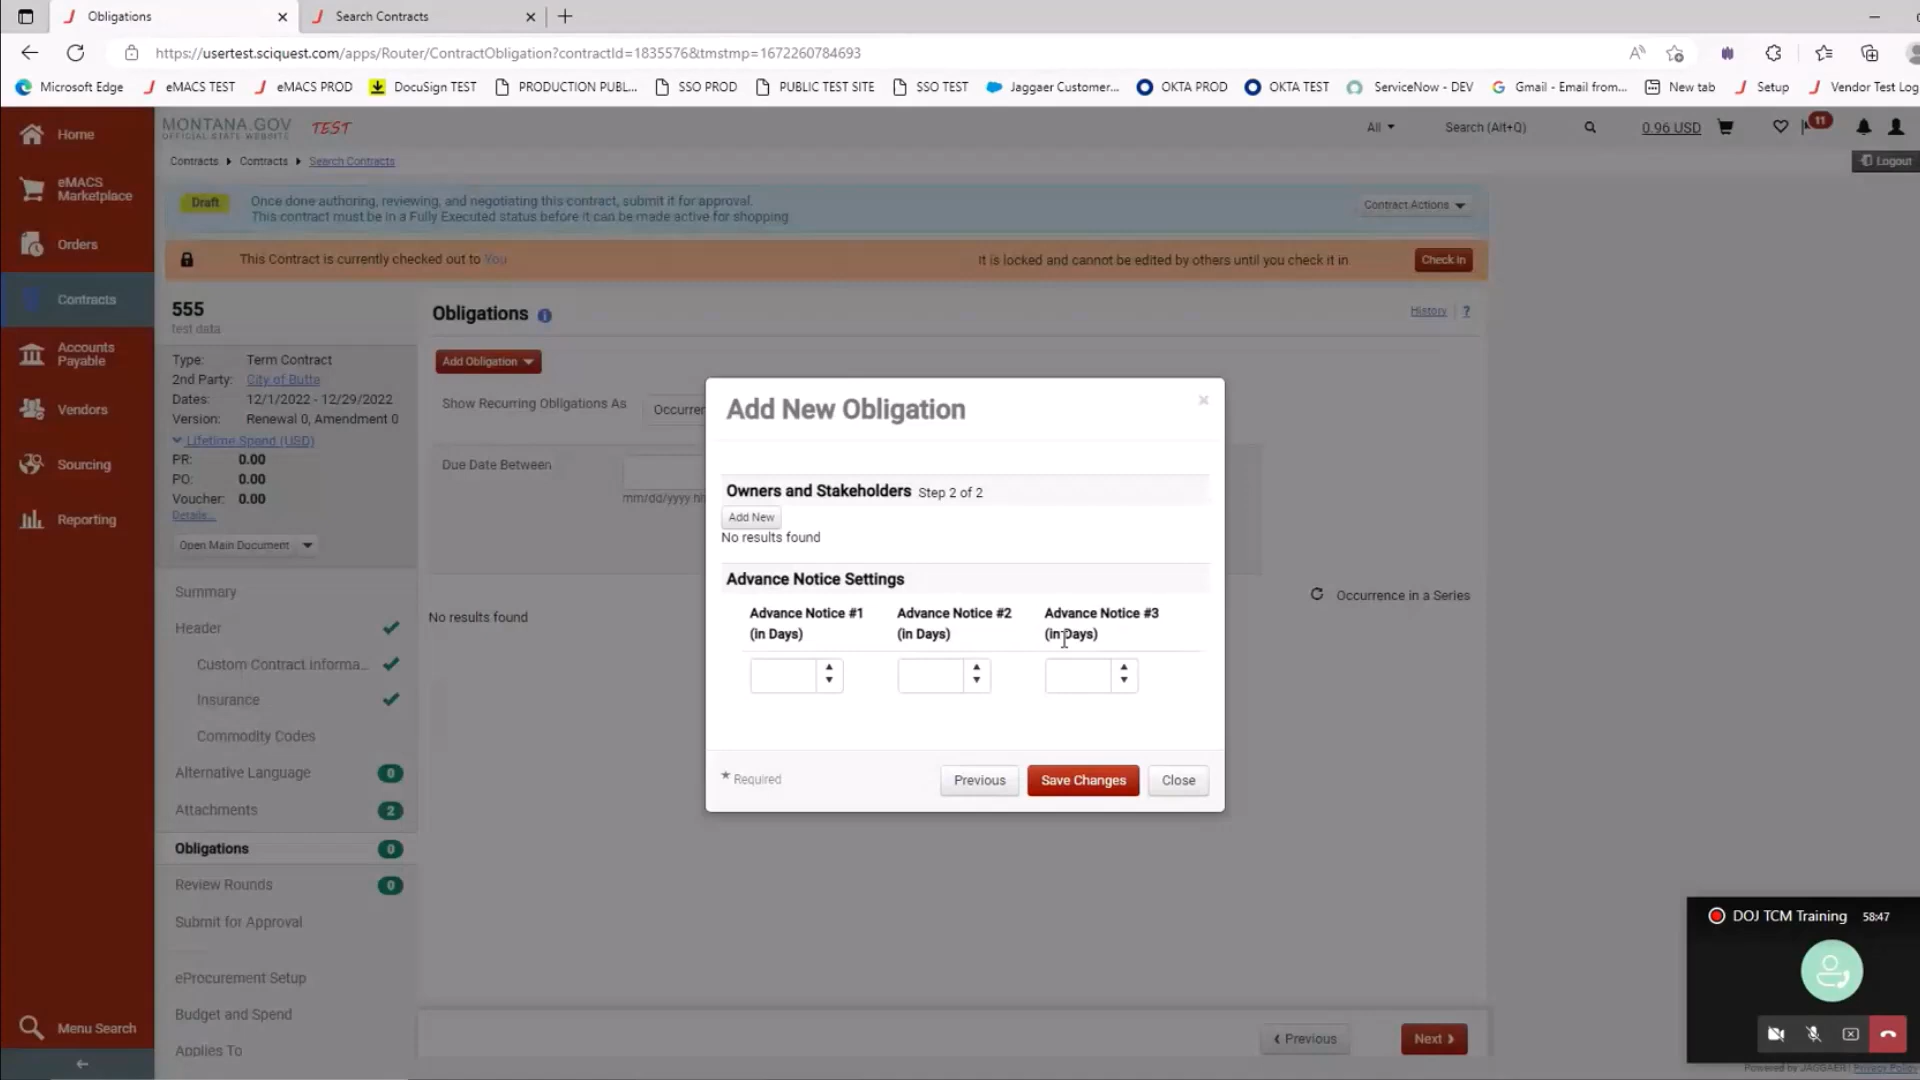 Obligations
Search Contracts
https://usertest.sciquest.com/apps/Router/ContractObligation?contractId=1835576&tmstmp=1672260784693
Microsoft Edge
eMACS TEST
eMACS PROD
DocuSign TEST
PRODUCTION PUBL...
SSO PROD
PUBLIC TEST SITE
SSO TEST
Jaggaer Customer...
OKTA PROD
OKTA TEST
ServiceNow - DEV
Gmail - Email from...
New tab
Setup
Vendor Test Log
Home
eMACS
Marketplace
Orders
Contracts
Accounts
Payable
Vendors
Sourcing
Reporting
Menu Search
MONTANA.GOV
OFFICIAL STATE WEBSITE
TEST
All
Search (Alt+Q)
0.96 USD
11
Logout
Contracts
Contracts
Search Contracts
Draft
Once done authoring, reviewing, and negotiating this contract, submit it for approval.
This contract must be in a Fully Executed status before it can be made active for shopping
Contract Actions
This Contract is currently checked out to You
It is locked and cannot be edited by others until you check it in
Check in
555
test data
Type: Term Contract
2nd Party: City of Butte
Dates: 12/1/2022 - 12/29/2022
Version: Renewal 0, Amendment 0
Lifetime Spend (USD)
PR: 0.00
PO: 0.00
Voucher: 0.00
Details...
Open Main Document
Summary
Header
Custom Contract Informa...
Insurance
Commodity Codes
Alternative Language 0
Attachments 2
Obligations 0
Review Rounds 0
Submit for Approval
eProcurement Setup
Budget and Spend
Applies To
Obligations
History
?
Add Obligation
Show Recurring Obligations As
Occurrer
Due Date Between
mm/dd/yyyy
No results found
Occurrence in a Series
Previous
Next
Add New Obligation
×
Owners and Stakeholders Step 2 of 2
Add New
No results found
Advance Notice Settings
Advance Notice #1
(in Days)
Advance Notice #2
(in Days)
Advance Notice #3
(in Days)
* Required
Previous
Save Changes
Close
DOJ TCM Training 58:47
Powered by JAGGAER | Privacy Policy